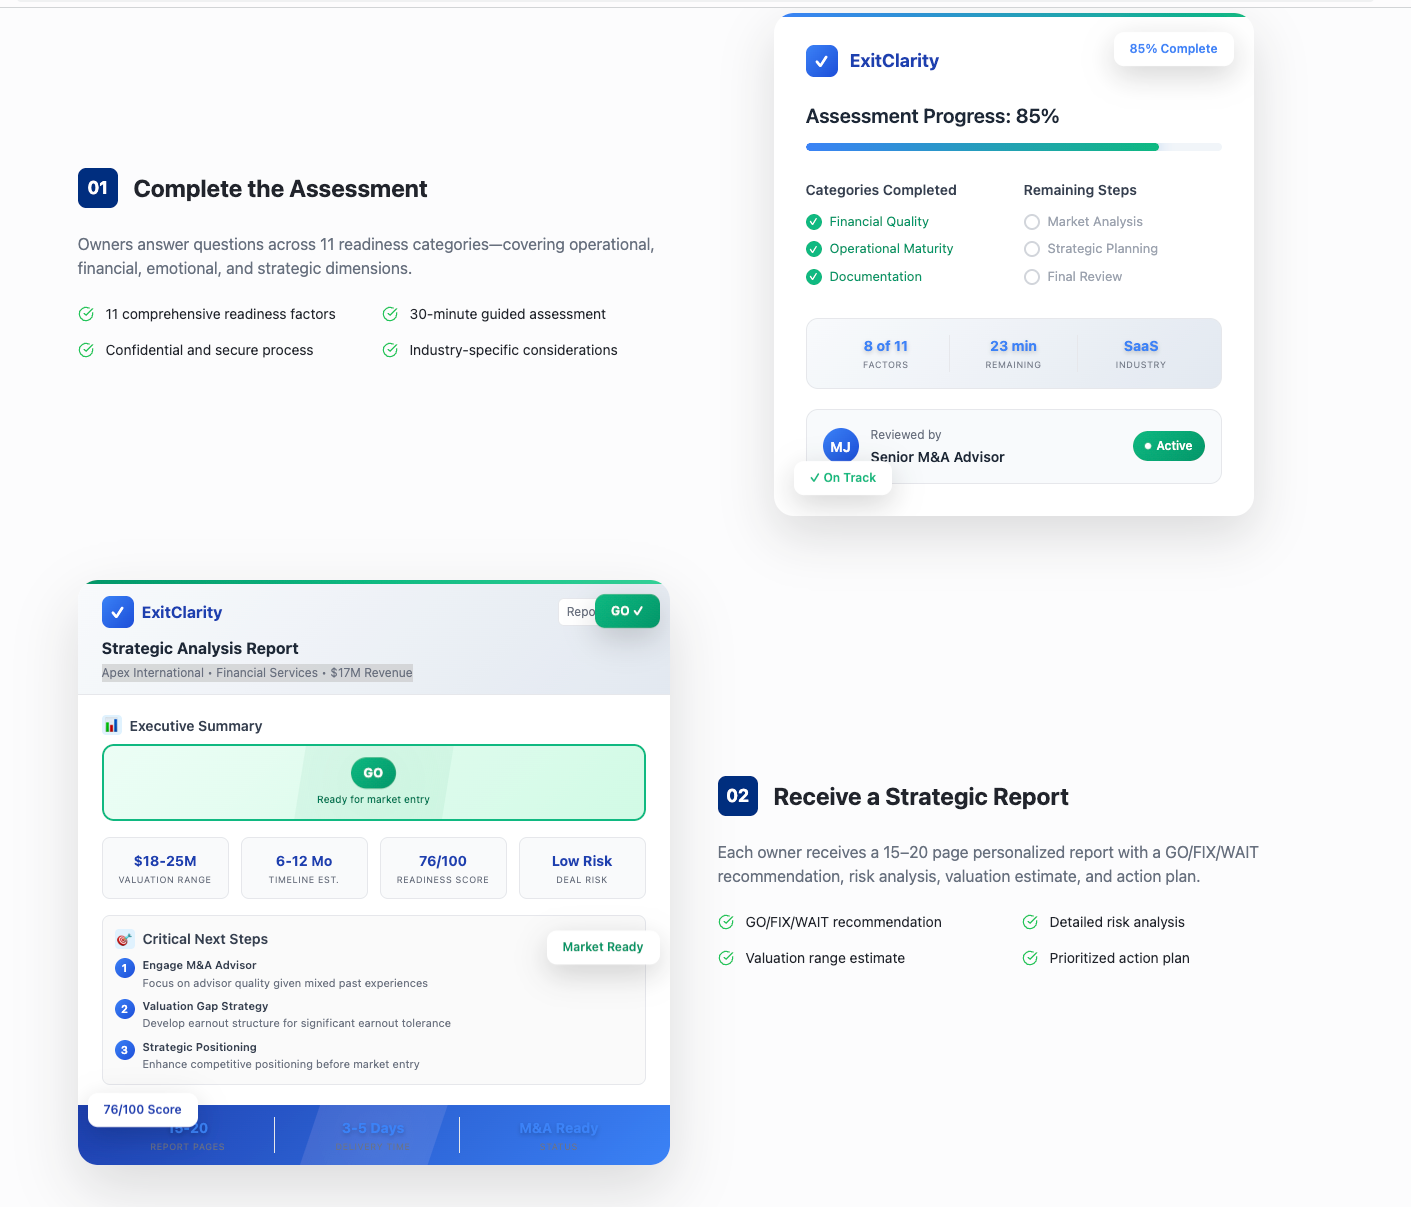 85% Complete
ExitClarity
Assessment Progress: 85%
Categories Completed
Financial Quality
Operational Maturity
Documentation
Remaining Steps
Market Analysis
Strategic Planning
Final Review
8 of 11
FACTORS
23 min
REMAINING
SaaS
INDUSTRY
MJ
Reviewed by
Senior M&A Advisor
Active
✓ On Track
01
Complete the Assessment
Owners answer questions across 11 readiness categories—covering operational,
financial, emotional, and strategic dimensions.
11 comprehensive readiness factors
30-minute guided assessment
Confidential and secure process
Industry-specific considerations
ExitClarity
Repo
GO ✓
Strategic Analysis Report
Apex International • Financial Services • $17M Revenue
Executive Summary
GO
Ready for market entry
$18-25M
VALUATION RANGE
6-12 Mo
TIMELINE EST.
76/100
READINESS SCORE
Low Risk
DEAL RISK
Critical Next Steps
Market Ready
1
Engage M&A Advisor
Focus on advisor quality given mixed past experiences
2
Valuation Gap Strategy
Develop earnout structure for significant earnout tolerance
3
Strategic Positioning
Enhance competitive positioning before market entry
76/100 Score
15-20
REPORT PAGES
3-5 Days
M&A Ready
02
Receive a Strategic Report
Each owner receives a 15–20 page personalized report with a GO/FIX/WAIT
recommendation, risk analysis, valuation estimate, and action plan.
GO/FIX/WAIT recommendation
Detailed risk analysis
Valuation range estimate
Prioritized action plan